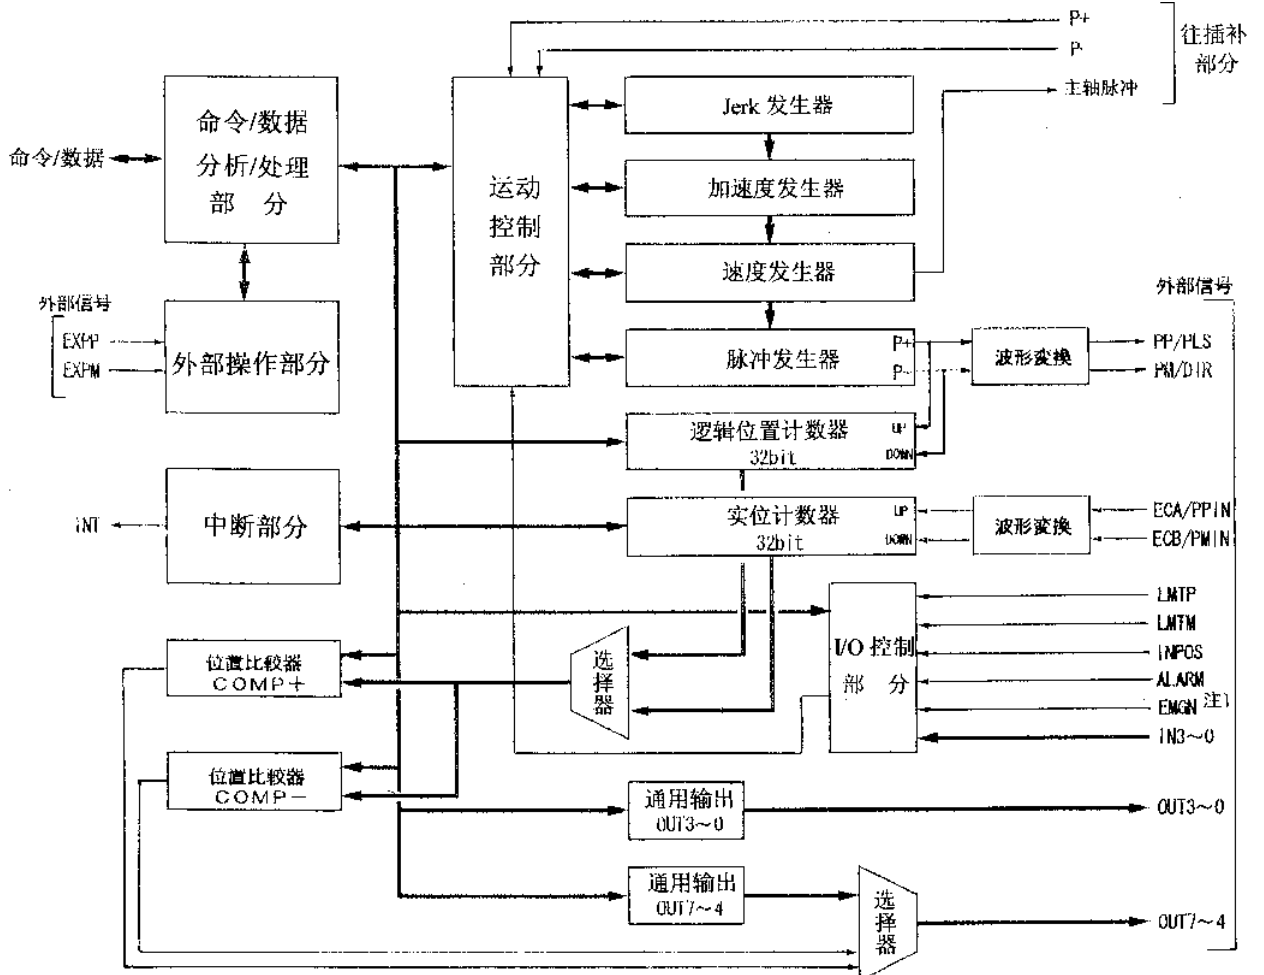 P+
P
往插补
部分
主轴脉冲
命令/数据
命令/数据
分析/处理
部 分
运动
控制
部分
Jerk 发生器
加速度发生器
速度发生器
脉冲发生器
P+
P-
外部信号
EXPP
EXPM
外部操作部分
外部信号
波形変換
PP/PLS
PM/DIR
逻辑位置计数器
32bit
UP
DOWN
INT
中断部分
实位计数器
32bit
UP
DOWN
波形変換
ECA/PPIN
ECB/PMIN
I/O 控制
部 分
LMTP
LMTM
INPOS
ALARM
EMGN 注1
IN3～0
位置比較器
COMP＋
选择器
位置比較器
COMP－
通用输出
OUT3～0
OUT3～0
通用输出
OUT7～4
选择器
OUT7～4